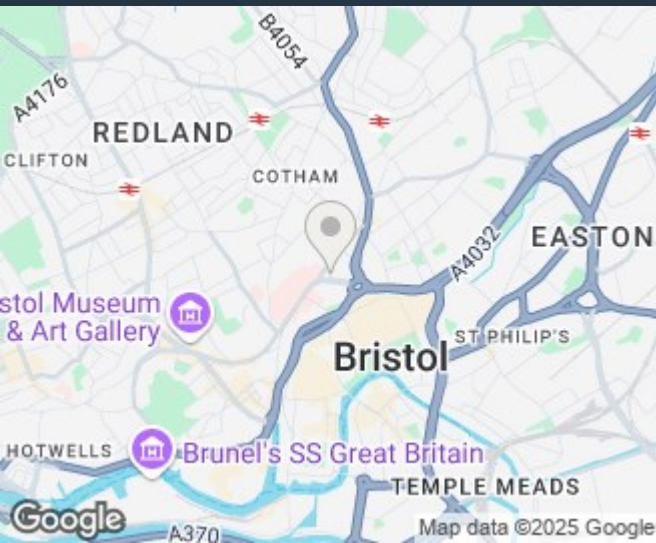 B4054
A4176
REDLAND
CLIFTON
COTHAM
EASTON
A4032
stol Museum
& Art Gallery
ST PHILIP'S
Bristol
HOTWELLS
Brunel's SS Great Britain
TEMPLE MEADS
Google
A370
Map data ©2025 Google